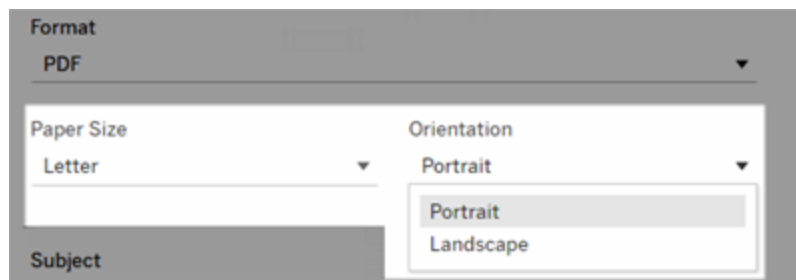 Format
PDF
Paper Size
Letter
Orientation
Portrait
Portrait
Landscape
Subject